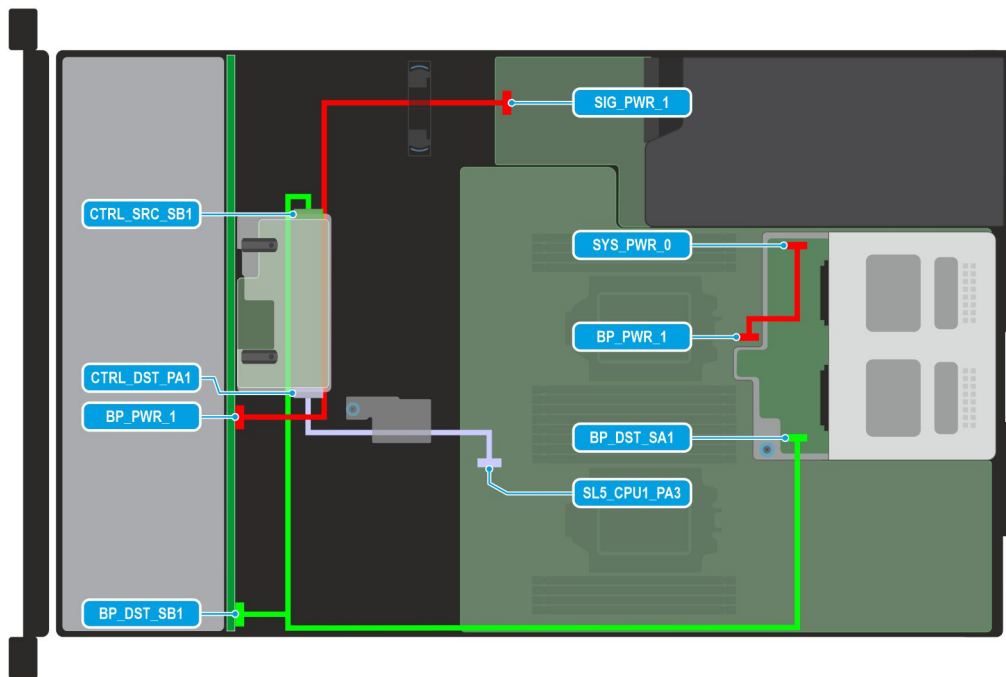 SIG_PWR_1
CTRL_SRC_SB1
SYS_PWR_0
BP_PWR_1
CTRL_DST_PA1
BP_PWR_1
BP_DST_SA1
SL5_CPU1_PA3
BP_DST_SB1